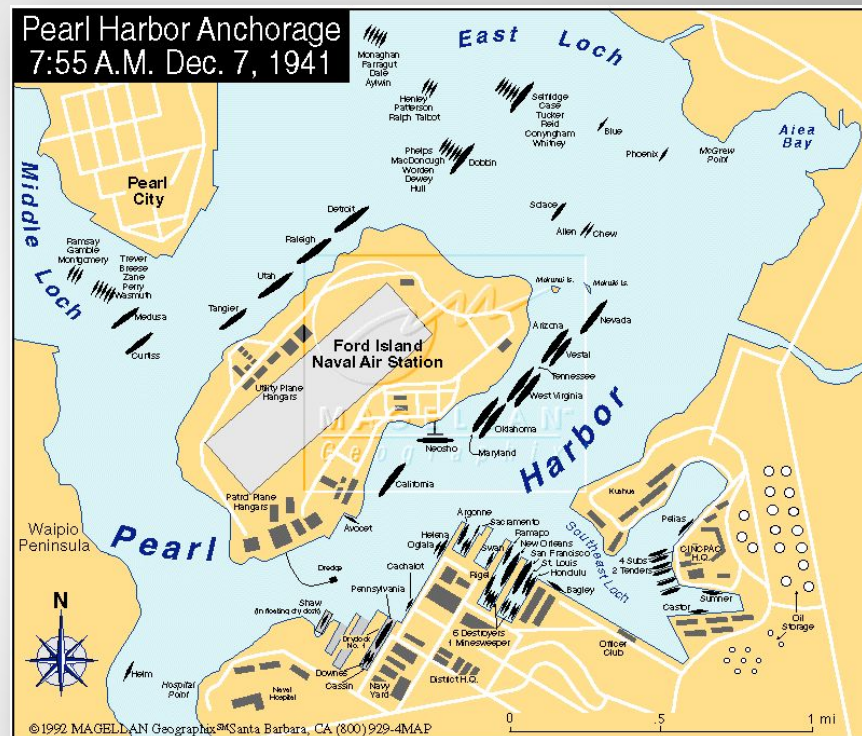 Pearl Harbor Anchorage
7:55 A.M. Dec. 7, 1941
East Loch
Monaghan
Farragut
Dale
Aylwin
Henley
Patterson
Ralph Talbot
Selfridge
Case
Tucker
Reid
Conyngham
Whitney
Blue
Phoenix
McGrew
Point
Aiea
Bay
Phelps
MacDonough
Worden
Dewey
Hull
Dobbin
Pearl
City
Middle Loch
Ramsay
Gamble
Montgomery
Trever
Breese
Zane
Perry
Wasmuth
Medusa
Curtiss
Detroit
Raleigh
Utah
Tangier
Solace
Allen
Chew
Nevada
Arizona
Vestal
Tennessee
West Virginia
Oklahoma
Maryland
Neosho
California
Ford Island
Naval Air Station
Utility Plane
Hangars
Patrol Plane
Hangars
MAGELLAN
Geographix
Pearl Harbor
Waipio
Peninsula
Avocet
Dredge
Shaw
(in floating dry dock)
Pennsylvania
Cachalot
Helena
Oglala
Argonne
Sacramento
Ramapo
New Orleans
San Francisco
St. Louis
Honolulu
Swan
Rigel
Bagley
6 Destroyers
1 Minesweeper
Drydock
No. 1
Downes
Cassin
Navy
Yard
District H.Q.
Naval
Hospital
Hospital
Point
Helm
Southeast Loch
Kuahua
Pelias
CINCPAC
H.Q.
4 Subs
2 Tenders
Sumner
Castor
Officer
Club
Oil
Storage
N
0 .5 1 mi
©1992 MAGELLAN Geographix℠Santa Barbara, CA (800) 929-4MAP